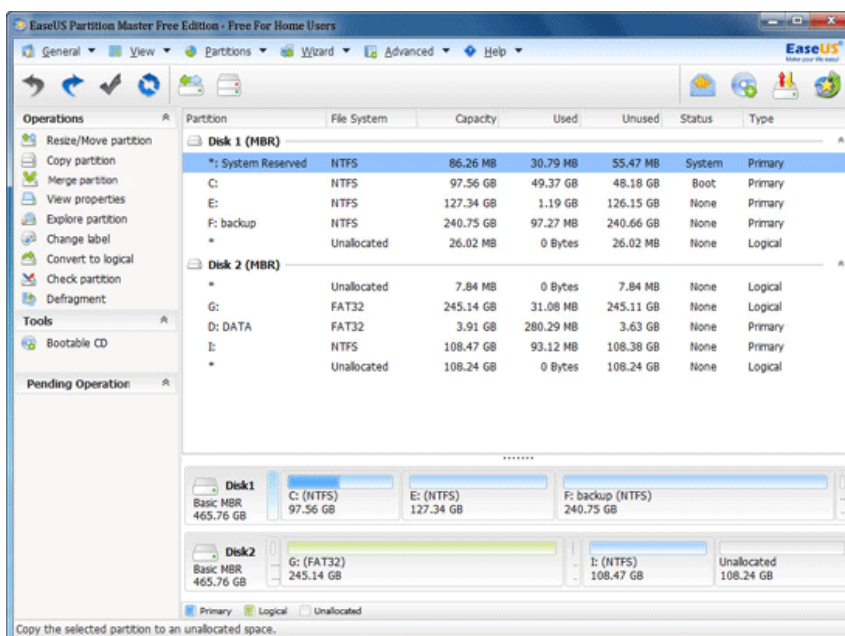 EaseUS Partition Master Free Edition - Free For Home Users
General View Partitions Wizard Advanced Help
EaseUS
Make your life easy!
Operations
Resize/Move partition
Copy partition
Merge partition
View properties
Explore partition
Change label
Convert to logical
Check partition
Defragment
Tools
Bootable CD
Pending Operation
Partition File System Capacity Used Unused Status Type
Disk 1 (MBR)
*: System Reserved NTFS 86.26 MB 30.79 MB 55.47 MB System Primary
C: NTFS 97.56 GB 49.37 GB 48.18 GB Boot Primary
E: NTFS 127.34 GB 1.19 GB 126.15 GB None Primary
F: backup NTFS 240.75 GB 97.27 MB 240.66 GB None Primary
* Unallocated 26.02 MB 0 Bytes 26.02 MB None Logical
Disk 2 (MBR)
* Unallocated 7.84 MB 0 Bytes 7.84 MB None Logical
G: FAT32 245.14 GB 31.08 MB 245.11 GB None Logical
D: DATA FAT32 3.91 GB 280.29 MB 3.63 GB None Primary
I: NTFS 108.47 GB 93.12 MB 108.38 GB None Primary
* Unallocated 108.24 GB 0 Bytes 108.24 GB None Logical
Disk1
Basic MBR
465.76 GB
C: (NTFS)
97.56 GB
E: (NTFS)
127.34 GB
F: backup (NTFS)
240.75 GB
Disk2
Basic MBR
465.76 GB
G: (FAT32)
245.14 GB
I: (NTFS)
108.47 GB
Unallocated
108.24 GB
Primary Logical Unallocated
Copy the selected partition to an unallocated space.